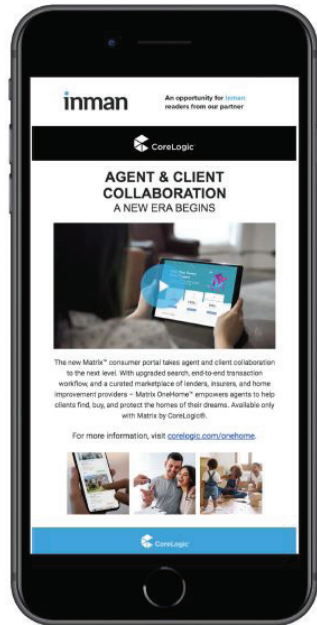 inman
An opportunity for Inman
readers from our partner
CoreLogic
AGENT & CLIENT
COLLABORATION
A NEW ERA BEGINS
The new Matrix™ consumer portal takes agent and client collaboration
to the next level. With upgraded search, end-to-end transaction
workflow, and a curated marketplace of lenders, insurers, and home
improvement providers – Matrix OneHome™ empowers agents to help
clients find, buy, and protect the homes of their dreams. Available only
with Matrix by CoreLogic®.
For more information, visit corelogic.com/onehome.
CoreLogic